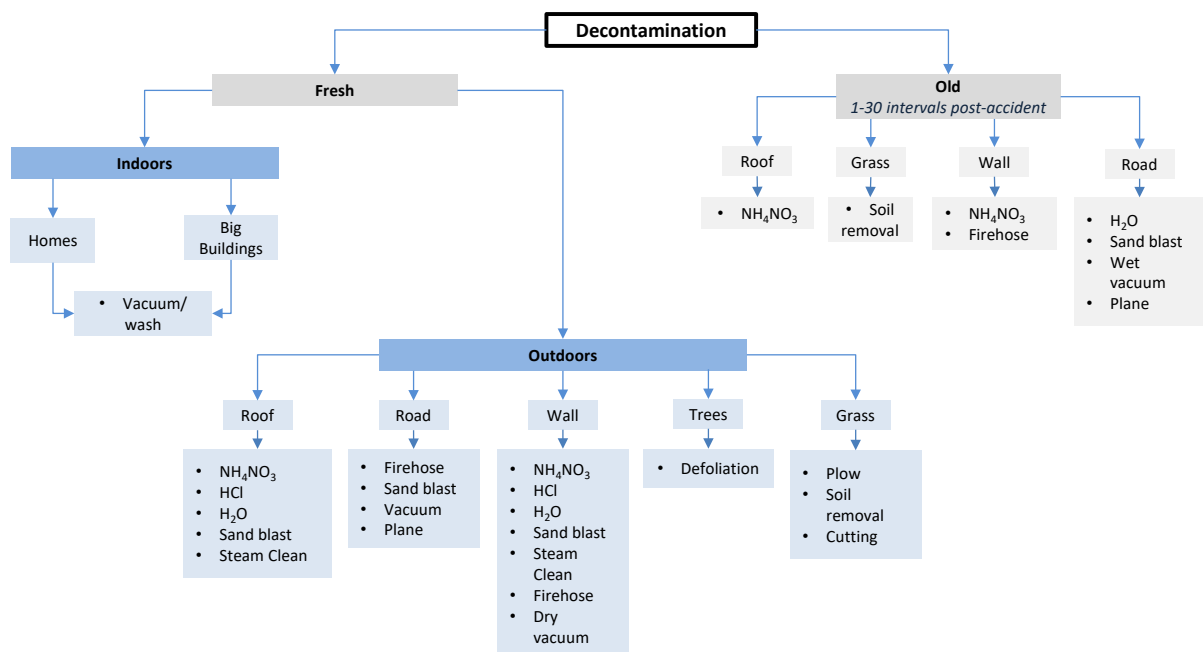 Decontamination
Fresh
Old
1-30 intervals post-accident
Indoors
Homes
Big
Buildings
• Vacuum/
wash
Roof
• NH₄NO₃
Grass
• Soil
removal
Wall
• NH₄NO₃
• Firehose
Road
• H₂O
• Sand blast
• Wet
vacuum
• Plane
Outdoors
Roof
• NH₄NO₃
• HCl
• H₂O
• Sand blast
• Steam Clean
Road
• Firehose
• Sand blast
• Vacuum
• Plane
Wall
• NH₄NO₃
• HCl
• H₂O
• Sand blast
• Steam
Clean
• Firehose
• Dry
vacuum
Trees
• Defoliation
Grass
• Plow
• Soil
removal
• Cutting